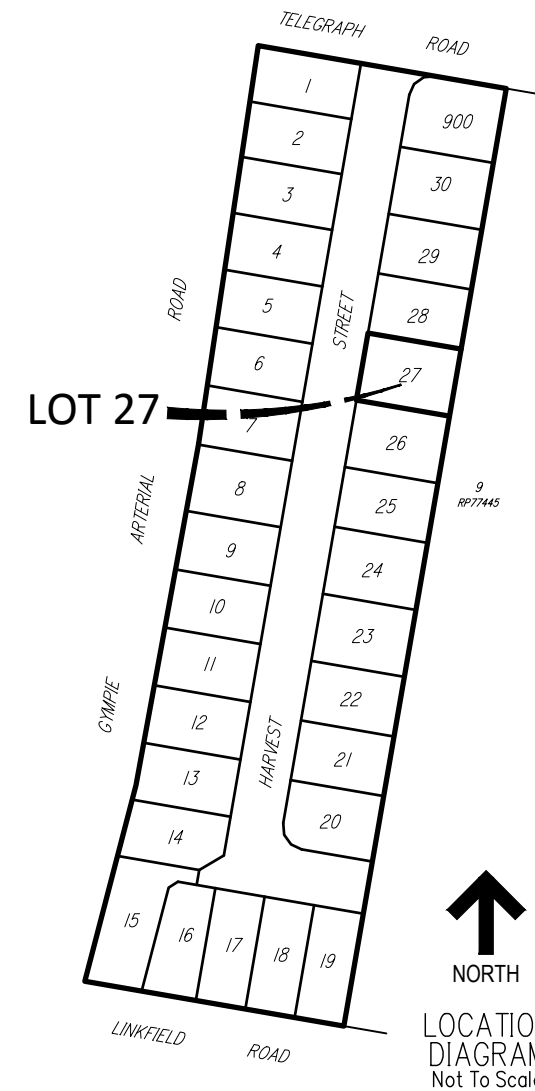 TELEGRAPH ROAD
1
900
2
30
3
29
4
28
5
ROAD
STREET
27
6
LOT 27
7
26
8
9
RP77445
25
ARTERIAL
9
24
10
23
11
22
GYMPIE
12
HARVEST
21
13
20
14
15
16
17
18
19
NORTH
LINKFIELD ROAD
LOCATIO
DIAGRAM
Not To Scale